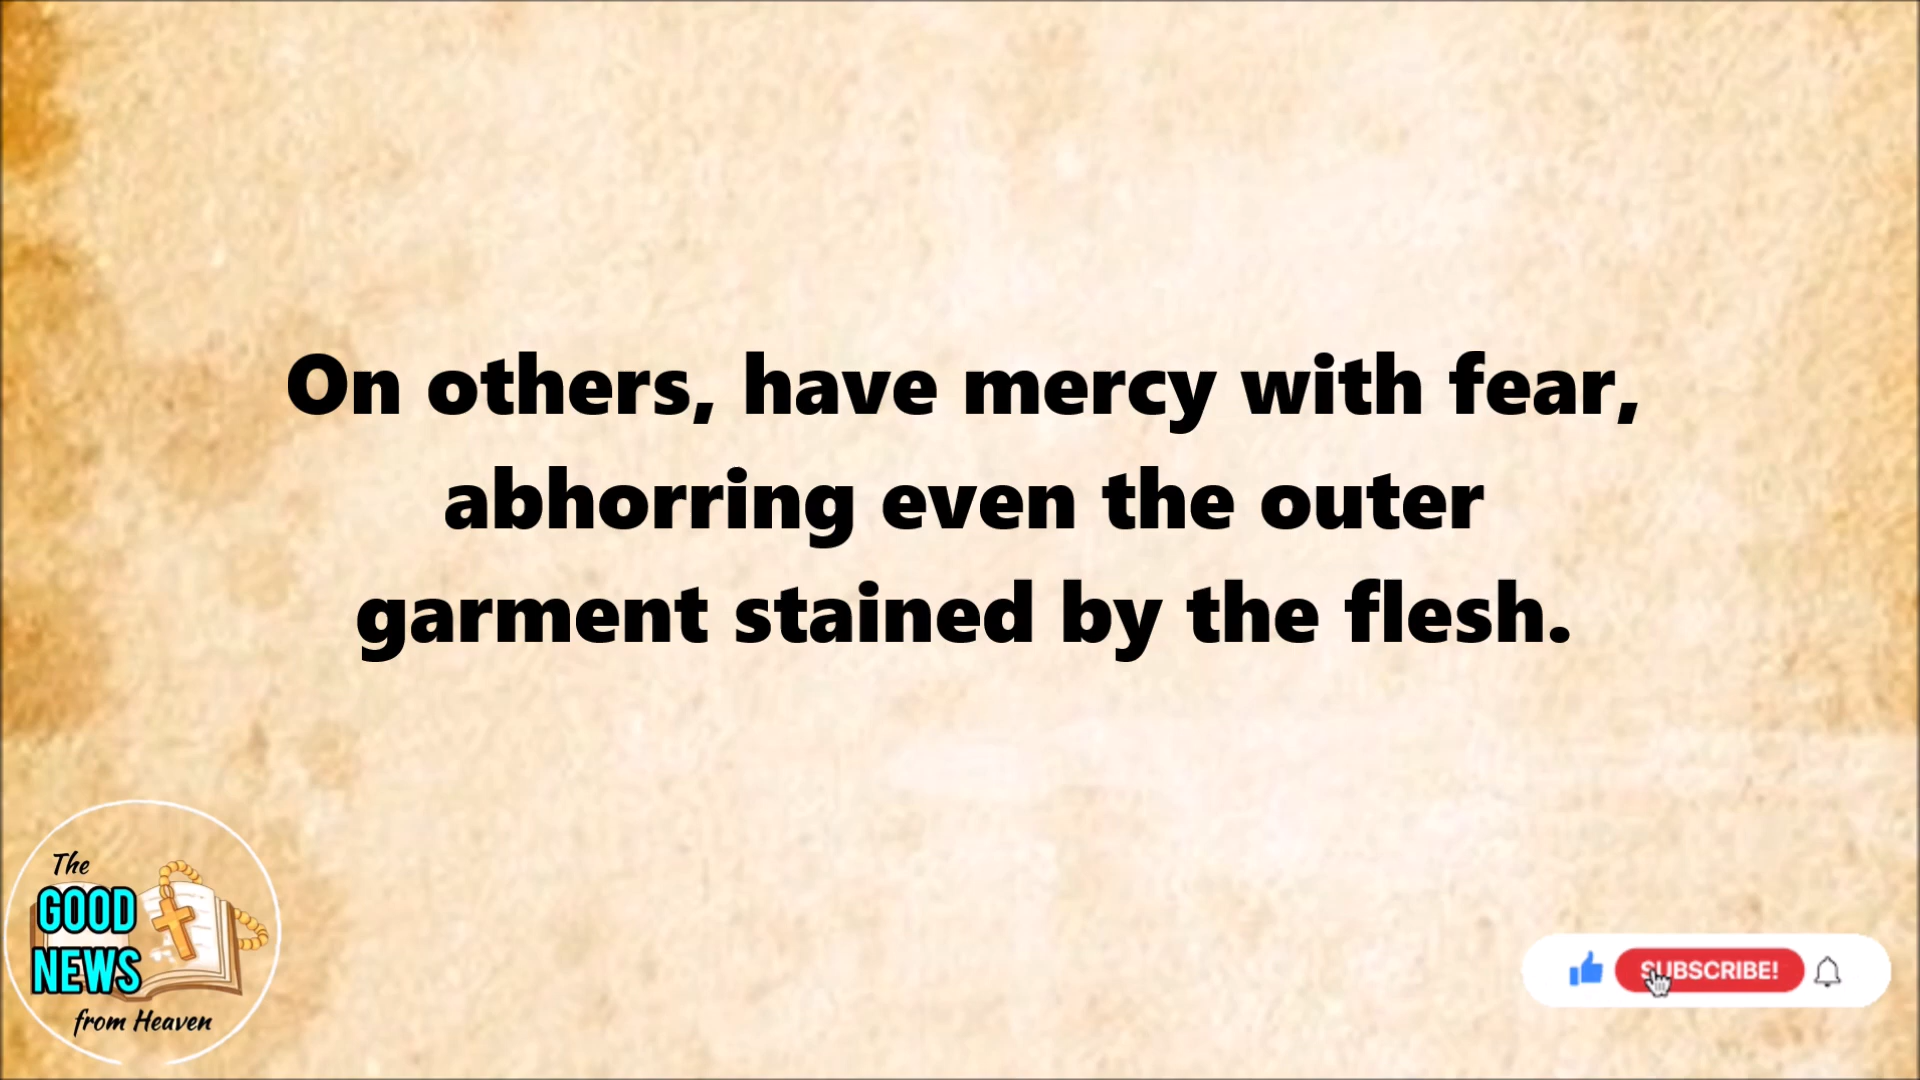 On others, have mercy with fear,
abhorring even the outer
garment stained by the flesh.
The
GOOD
NEWS
from Heaven
SUBSCRIBE!